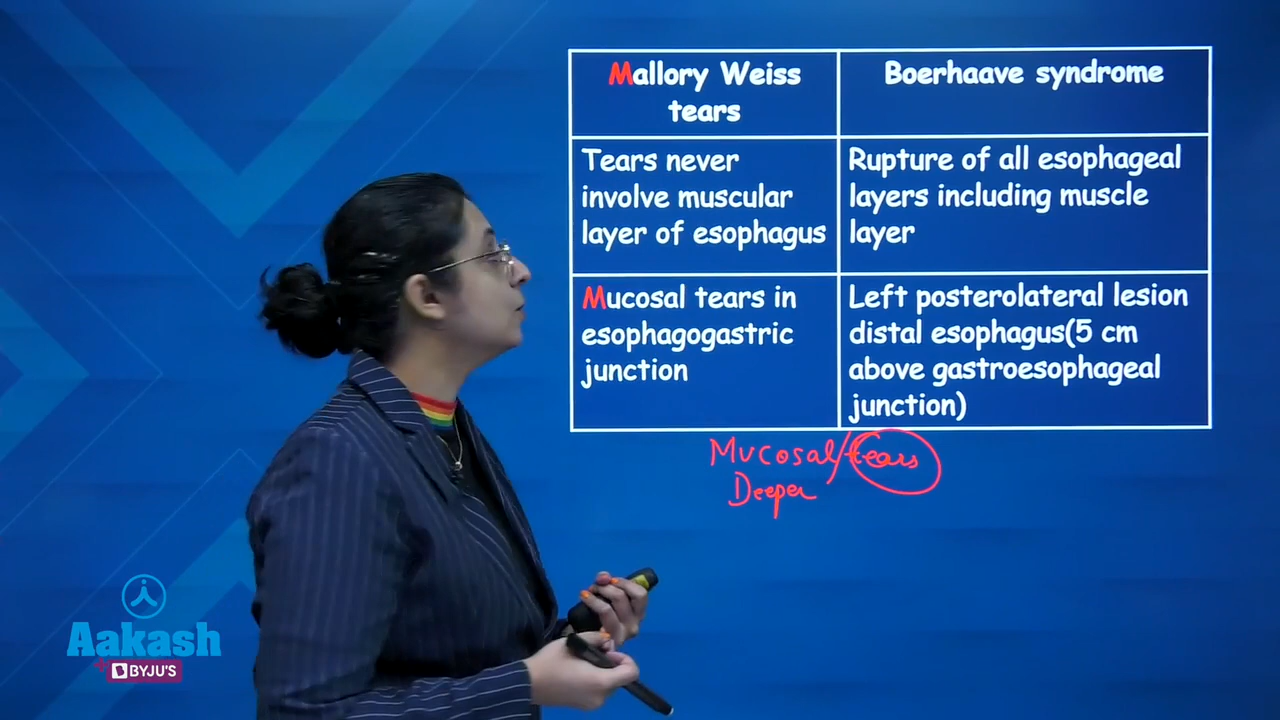 Mallory Weiss
tears
Boerhaave syndrome
Tears never
involve muscular
layer of esophagus
Rupture of all esophageal
layers including muscle
layer
Mucosal tears in
esophagogastric
junction
Left posterolateral lesion
distal esophagus(5 cm
above gastroesophageal
junction)
Mucosal/tears
Deeper
Aakash
+ BYJU'S